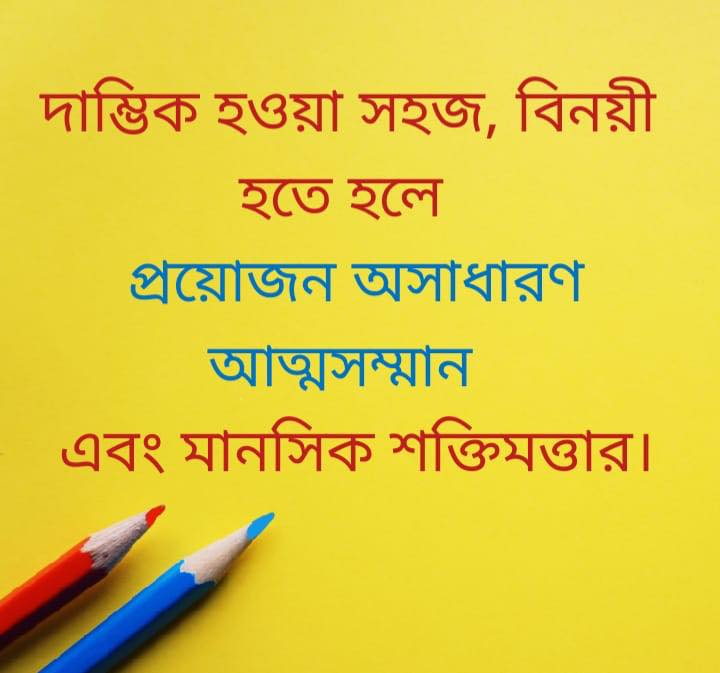 দাম্ভিক হওয়া সহজ, বিনয়ী
হতে হলে
প্রয়োজন অসাধারণ
আত্মসম্মান
এবং মানসিক শক্তিমত্তার।